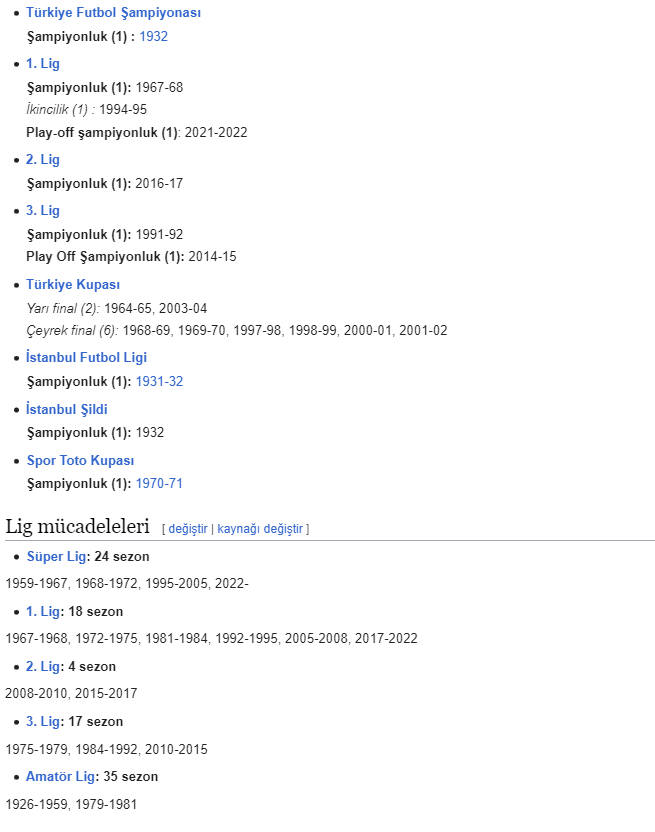 Türkiye Futbol Şampiyonası
Şampiyonluk (1) : 1932
1. Lig
Şampiyonluk (1): 1967-68
İkincilik (1) : 1994-95
Play-off şampiyonluk (1): 2021-2022
2. Lig
Şampiyonluk (1): 2016-17
3. Lig
Şampiyonluk (1): 1991-92
Play Off Şampiyonluk (1): 2014-15
Türkiye Kupası
Yarı final (2): 1964-65, 2003-04
Çeyrek final (6): 1968-69, 1969-70, 1997-98, 1998-99, 2000-01, 2001-02
İstanbul Futbol Ligi
Şampiyonluk (1): 1931-32
İstanbul Şildi
Şampiyonluk (1): 1932
Spor Toto Kupası
Şampiyonluk (1): 1970-71
Lig mücadeleleri [ değiştir | kaynağı değiştir ]
Süper Lig: 24 sezon
1959-1967, 1968-1972, 1995-2005, 2022-
1. Lig: 18 sezon
1967-1968, 1972-1975, 1981-1984, 1992-1995, 2005-2008, 2017-2022
2. Lig: 4 sezon
2008-2010, 2015-2017
3. Lig: 17 sezon
1975-1979, 1984-1992, 2010-2015
Amatör Lig: 35 sezon
1926-1959, 1979-1981